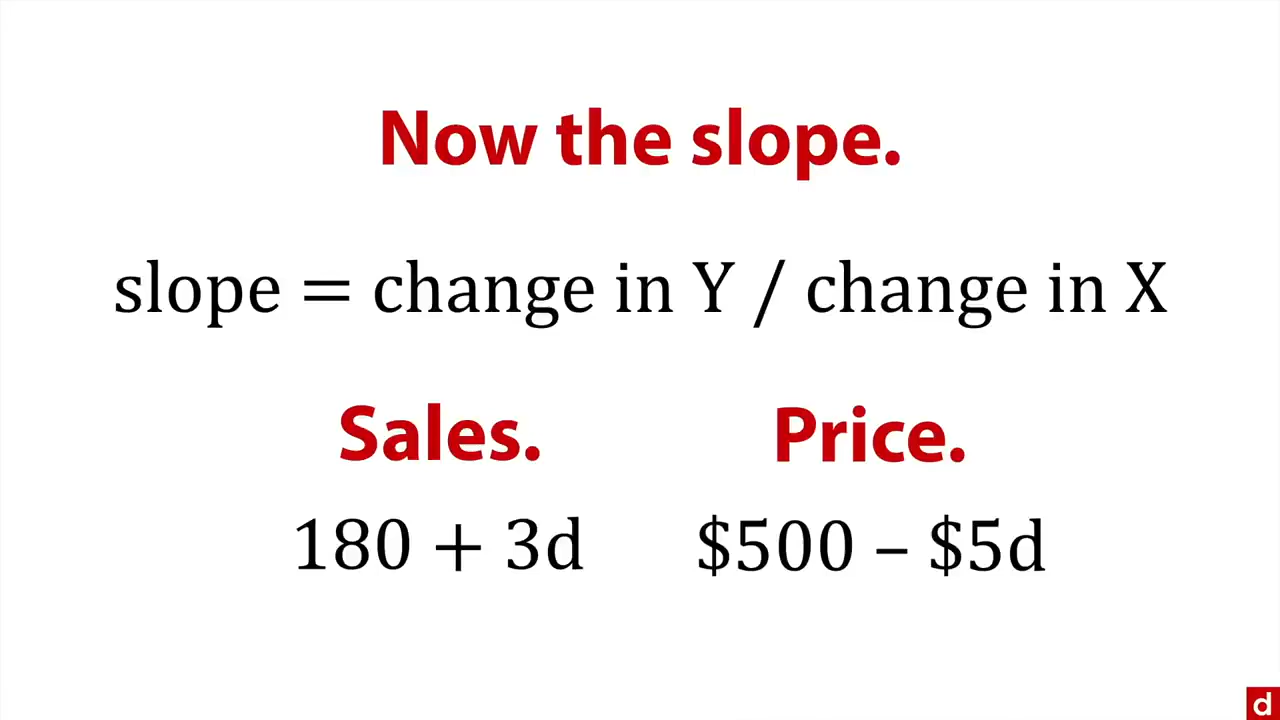 Now the slope.
slope = change in Y / change in X
Sales. Price.
180 + 3d $500 – $5d
d